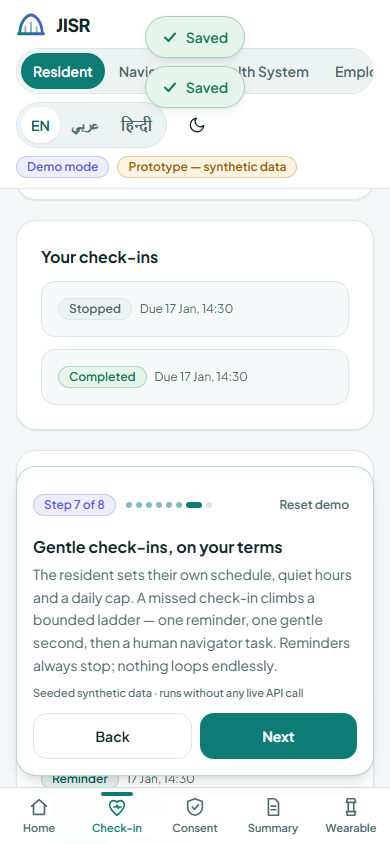 JISR
Saved
Resident
Saved
EN
عربي
हिन्दी
Demo mode
Prototype — synthetic data
Your check-ins
Stopped Due 17 Jan, 14:30
Completed Due 17 Jan, 14:30
Step 7 of 8
Reset demo
Gentle check-ins, on your terms
The resident sets their own schedule, quiet hours
and a daily cap. A missed check-in climbs a
bounded ladder — one reminder, one gentle
second, then a human navigator task. Reminders
always stop; nothing loops endlessly.
Seeded synthetic data · runs without any live API call
Back
Next
Reminder 17 Jan, 14:30
Home
Check-in
Consent
Summary
Wearable